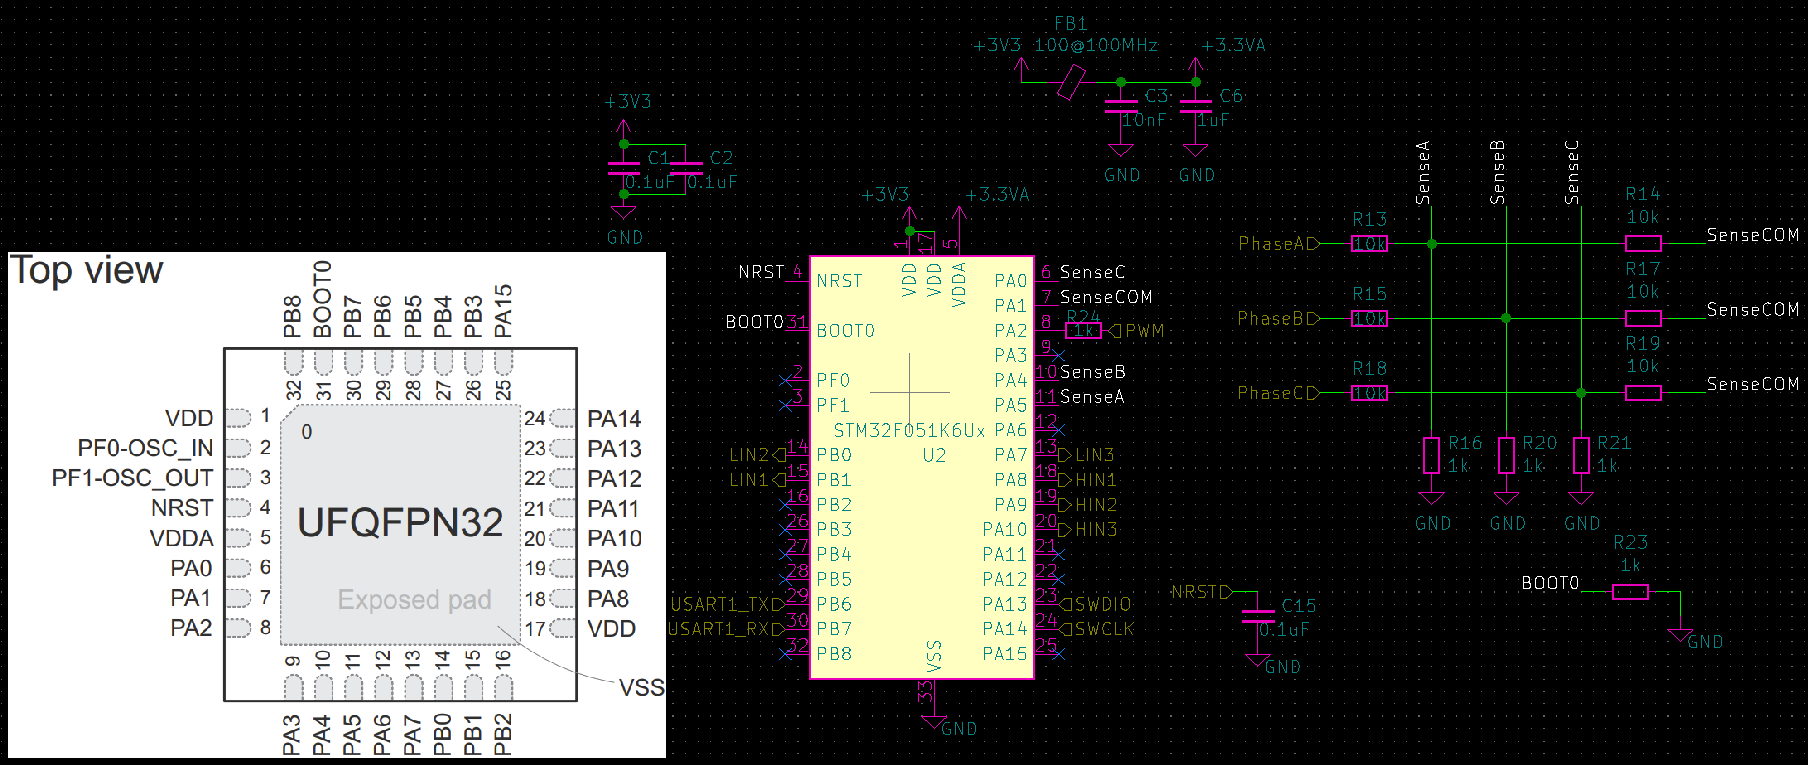 FB1
+3V3 100@100MHz +3.3VA
C3 C6
10nF 1uF
GND GND
+3V3
C1 C2
0.1uF 0.1uF
GND
+3V3 +3.3VA
1 17 5
VDD VDD VDDA
NRST 4 NRST
BOOT0 31 BOOT0
2 PF0
3 PF1
LIN2 14 PB0
LIN1 15 PB1
16 PB2
26 PB3
27 PB4
28 PB5
USART1_TX 29 PB6
USART1_RX 30 PB7
32 PB8
PA0 6 SenseC
PA1 7 SenseCOM
PA2 8 R24 1k PWM
PA3 9
PA4 10 SenseB
PA5 11 SenseA
PA6 12
PA7 13 LIN3
PA8 18 HIN1
PA9 19 HIN2
PA10 20 HIN3
PA11 21
PA12 22
PA13 23 SWDIO
PA14 24 SWCLK
PA15 25
STM32F051K6Ux
U2
VSS
33
GND
SenseA SenseB SenseC
R14
10k
PhaseA R13 10k SenseCOM
R17
10k
PhaseB R15 10k SenseCOM
R19
10k
PhaseC R18 10k SenseCOM
R16 R20 R21
1k 1k 1k
GND GND GND
R23
1k
BOOT0
GND
NRST
C15
0.1uF
GND
Top view
PB8 BOOT0 PB7 PB6 PB5 PB4 PB3 PA15
32 31 30 29 28 27 26 25
VDD 1 24 PA14
PF0-OSC_IN 2 23 PA13
PF1-OSC_OUT 3 22 PA12
NRST 4 21 PA11
VDDA 5 20 PA10
PA0 6 19 PA9
PA1 7 18 PA8
PA2 8 17 VDD
0
UFQFPN32
Exposed pad
9 10 11 12 13 14 15 16
VSS
PA3 PA4 PA5 PA6 PA7 PB0 PB1 PB2